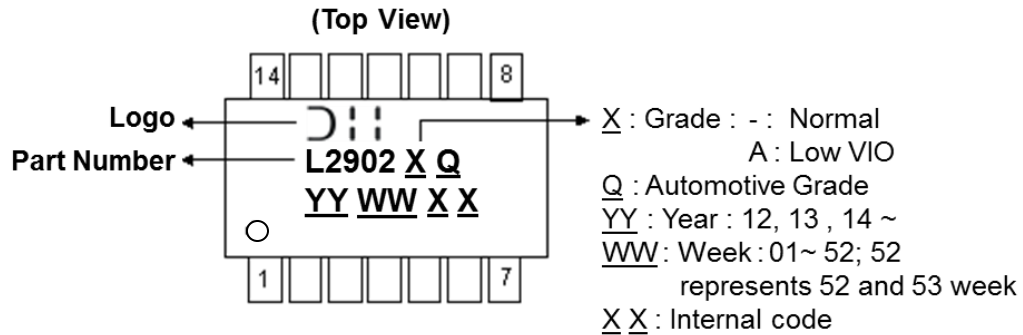 (Top View)
14
8
Logo
Part Number
L2902 X Q
YY WW X X
1
7
X : Grade : - : Normal
A : Low VIO
Q : Automotive Grade
YY : Year : 12, 13 , 14 ~
WW : Week : 01~ 52; 52
represents 52 and 53 week
X X : Internal code